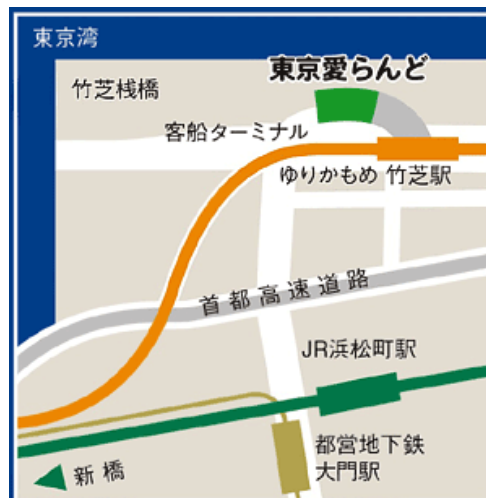 東京湾
竹芝桟橋
東京愛らんど
客船ターミナル
ゆりかもめ 竹芝駅
首都高速道路
JR浜松町駅
都営地下鉄
大門駅
新橋